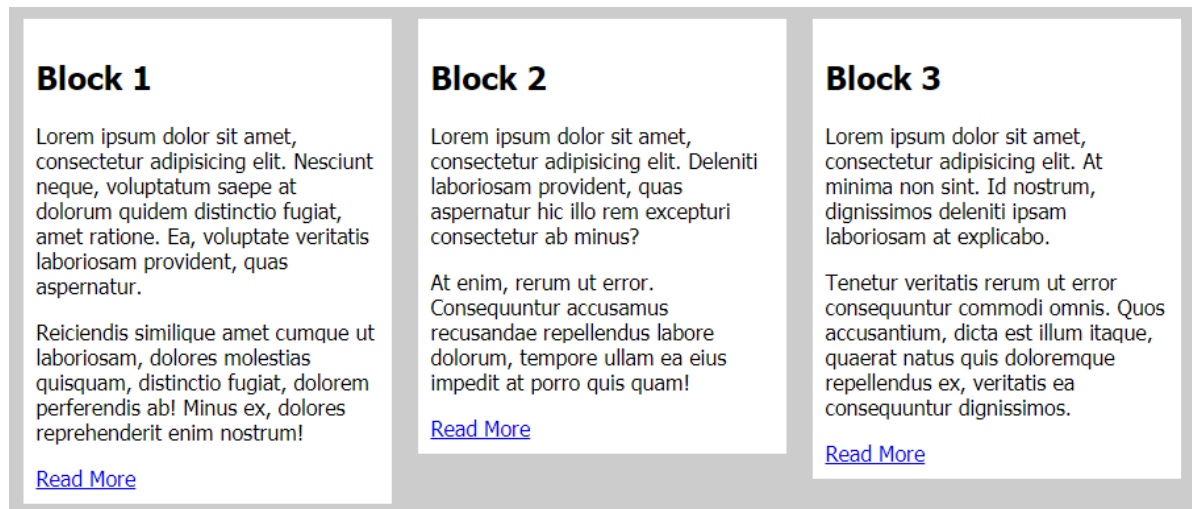 Block 1
Lorem ipsum dolor sit amet,
consectetur adipisicing elit. Nesciunt
neque, voluptatum saepe at
dolorum quidem distinctio fugiat,
amet ratione. Ea, voluptate veritatis
laboriosam provident, quas
aspernatur.
Reiciendis similique amet cumque ut
laboriosam, dolores molestias
quisquam, distinctio fugiat, dolorem
perferendis ab! Minus ex, dolores
reprehenderit enim nostrum!
Read More
Block 2
Lorem ipsum dolor sit amet,
consectetur adipisicing elit. Deleniti
laboriosam provident, quas
aspernatur hic illo rem excepturi
consectetur ab minus?
At enim, rerum ut error.
Consequuntur accusamus
recusandae repellendus labore
dolorum, tempore ullam ea eius
impedit at porro quis quam!
Read More
Block 3
Lorem ipsum dolor sit amet,
consectetur adipisicing elit. At
minima non sint. Id nostrum,
dignissimos deleniti ipsam
laboriosam at explicabo.
Tenetur veritatis rerum ut error
consequuntur commodi omnis. Quos
accusantium, dicta est illum itaque,
quaerat natus quis doloremque
repellendus ex, veritatis ea
consequuntur dignissimos.
Read More